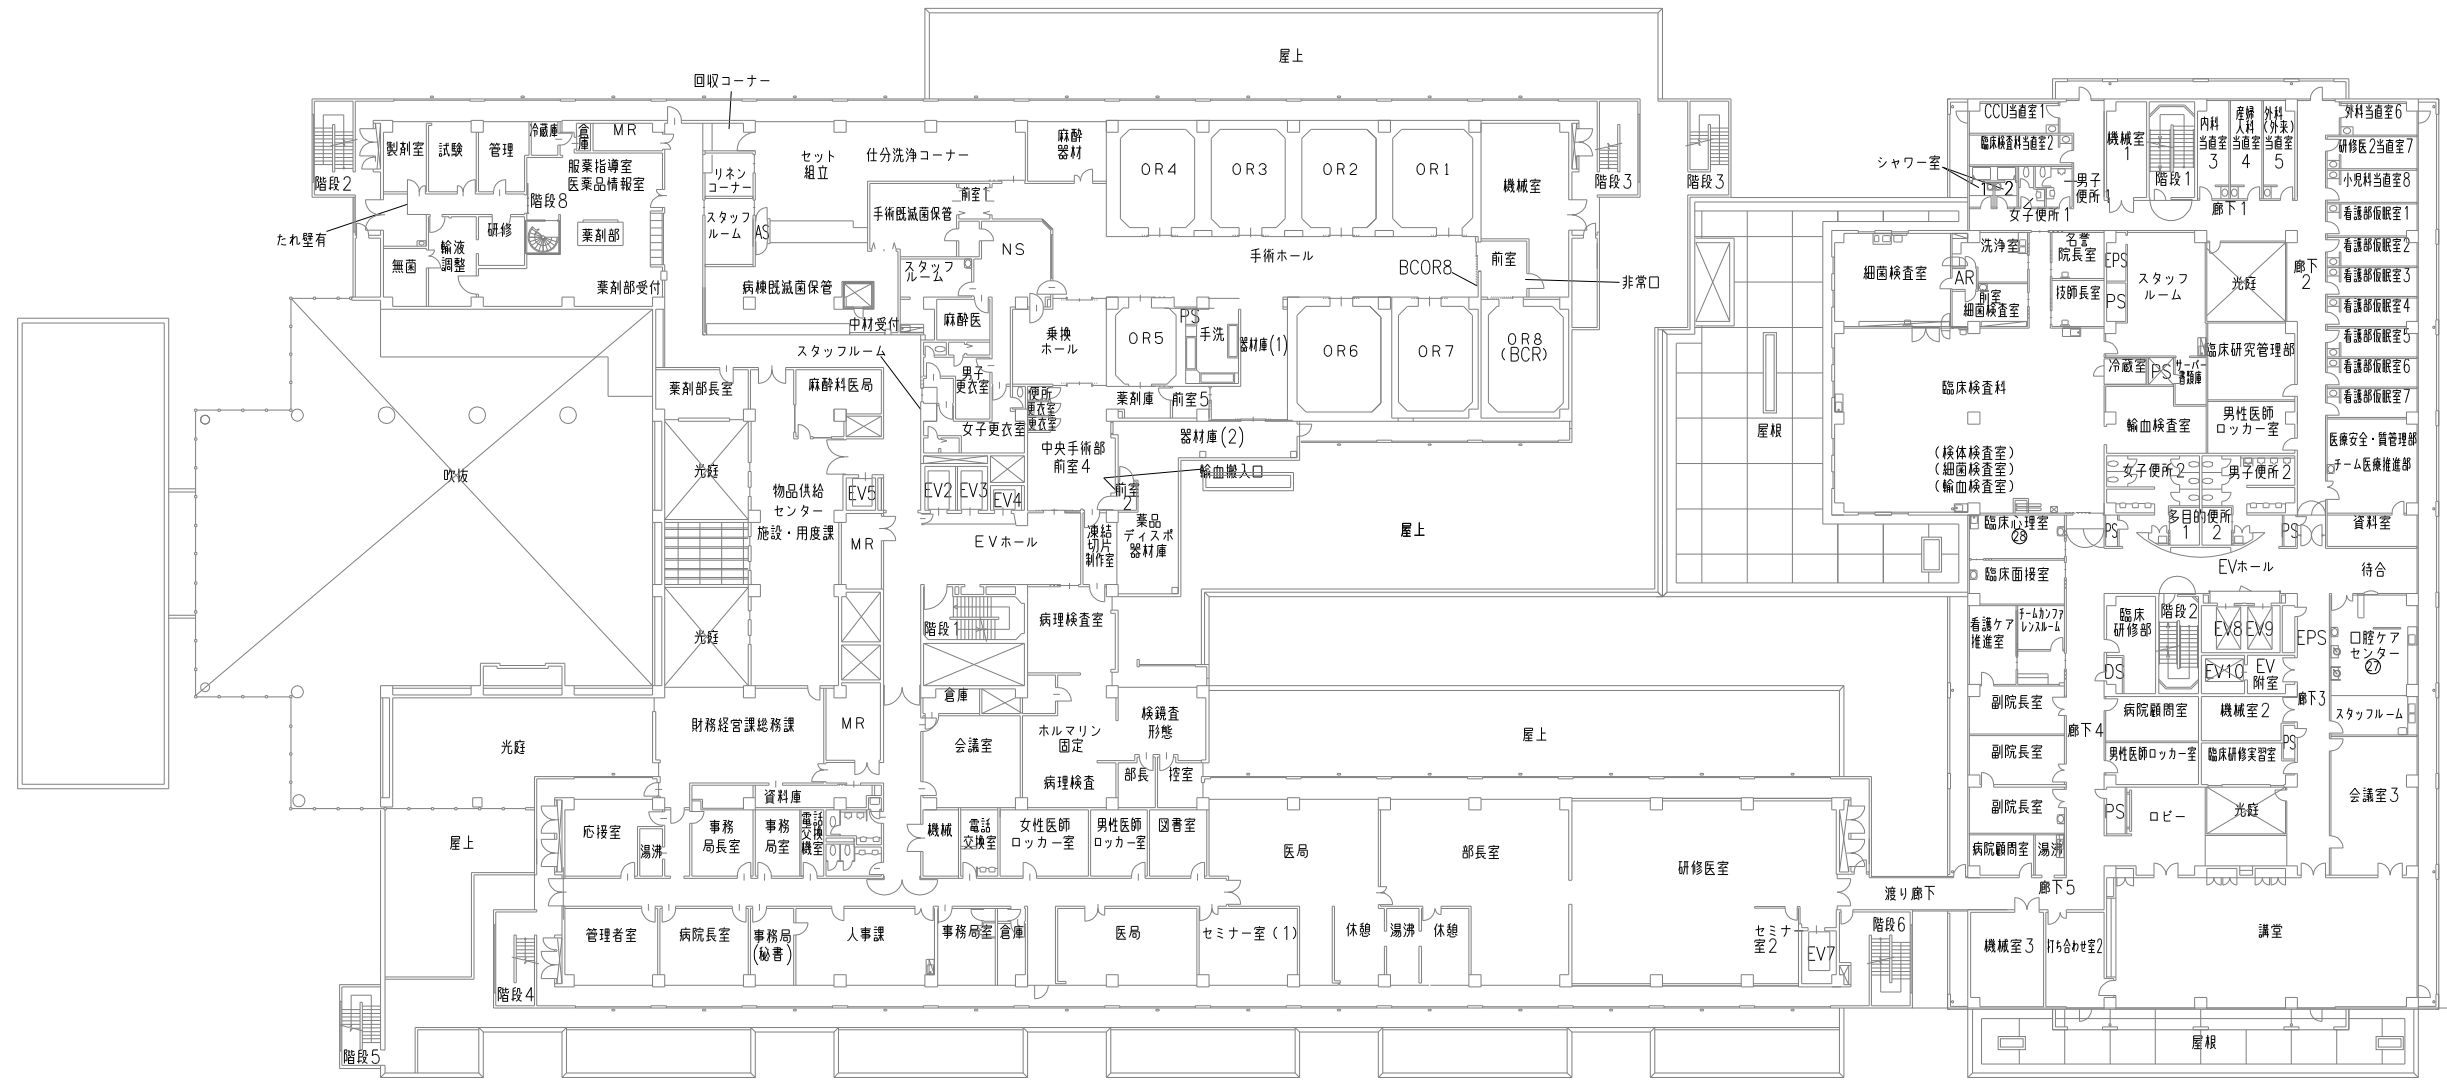 屋上
回収コーナー
階段2
製剤室
試験
管理
冷蔵庫
倉庫
MR
服薬指導室
医薬品情報室
階段8
薬剤部
たれ壁有
無菌
輸液
調整
研修
薬剤部受付
リネン
コーナー
スタッフ
ルーム
AS
セット
組立
仕分洗浄コーナー
麻酔
器材
前室1
手術既滅菌保管
NS
スタッフ
ルーム
病棟既滅菌保管
中材受付
麻酔医
OR4
OR3
OR2
OR1
機械室
階段3
階段3
手術ホール
BCOR8
前室
非常口
乗換
ホール
OR5
PS
手洗
器材庫(1)
OR6
OR7
OR8
(BCR)
スタッフルーム
薬剤部長室
麻酔科医局
男子
更衣室
便所
更衣室
更衣室
女子更衣室
薬剤庫
前室5
器材庫(2)
中央手術部
前室4
輸血搬入口
前室
2
吹抜
光庭
物品供給
センター
EV5
EV2
EV3
EV4
施設・用度課
MR
EVホール
凍結
切片
制作室
薬品
ディスポ
器材庫
屋上
屋根
光庭
階段1
病理検査室
倉庫
財務経営課総務課
MR
会議室
ホルマリン
固定
検鏡査
形態
病理検査
部長
控室
光庭
屋上
屋上
資料庫
応接室
湯沸
事務
局長室
事務
局室
電話
交換
機室
機械
電話
交換室
女性医師
ロッカー室
男性医師
ロッカー室
図書室
医局
部長室
研修医室
管理者室
病院長室
事務局
(秘書)
人事課
事務局室
倉庫
医局
セミナー室(1)
休憩
湯沸
休憩
セミナー
室2
EV7
階段6
渡り廊下
階段4
階段5
CCU当直室1
臨床検査科当直室2
シャワー室
1
2
男子
便所1
女子便所1
機械室
1
階段1
内科
当直室
3
産婦
人科
当直室
4
外科
(外来)
当直室
5
廊下1
外科当直室6
研修医2当直室7
小児科当直室8
看護部仮眠室1
看護部仮眠室2
看護部仮眠室3
看護部仮眠室4
看護部仮眠室5
看護部仮眠室6
看護部仮眠室7
廊下
2
細菌検査室
洗浄室
AR
前室
細菌検査室
名誉
院長室
技師長室
EPS
PS
スタッフ
ルーム
光庭
臨床研究管理部
冷蔵室
PS
サーバー
書類庫
臨床検査科
輸血検査室
男性医師
ロッカー室
(検体検査室)
(細菌検査室)
(輸血検査室)
女子便所2
男子便所2
医療安全・質管理部
チーム医療推進部
資料室
臨床心理室
㉘
PS
多目的便所
1
2
PS
臨床面接室
EVホール
待合
看護ケア
推進室
チームカンファ
レンスルーム
臨床
研修部
階段2
EV8
EV9
EPS
口腔ケア
センター
㉗
DS
EV10
EV
附室
廊下3
副院長室
病院顧問室
機械室2
スタッフルーム
廊下4
副院長室
男性医師ロッカー室
臨床研修実習室
PS
副院長室
PS
ロビー
光庭
会議室3
病院顧問室
湯沸
廊下5
機械室3
打ち合わせ室2
講堂
屋根